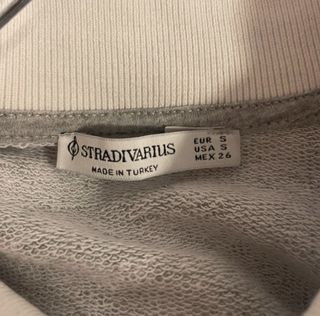 STRADIVARIUS
MADE IN TURKEY
EUR S
USA S
MEX 26